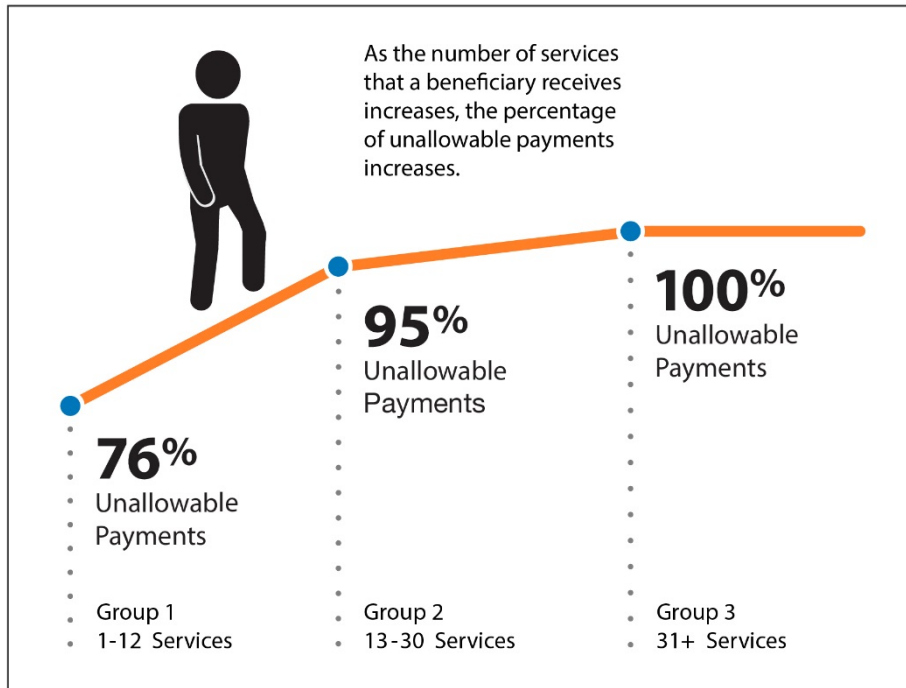 As the number of services
that a beneficiary receives
increases, the percentage
of unallowable payments
increases.
76%
Unallowable
Payments
95%
Unallowable
Payments
100%
Unallowable
Payments
Group 1
1-12 Services
Group 2
13-30 Services
Group 3
31+ Services